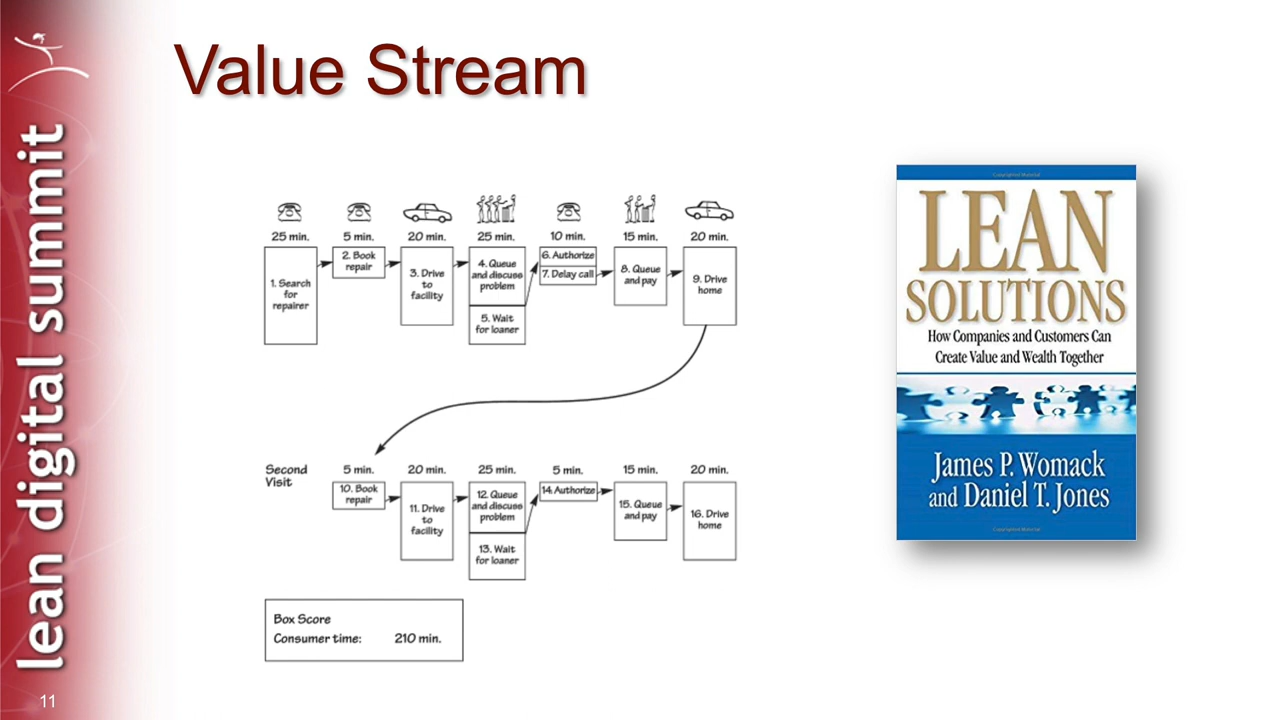 Value Stream
lean digital summit
25 min.
5 min.
20 min.
25 min.
10 min.
15 min.
20 min.
1. Search
for
repairer
2. Book
repair
3. Drive
to
facility
4. Queue
and discuss
problem
5. Wait
for loaner
6. Authorize
7. Delay call
8. Queue
and pay
9. Drive
home
Second
Visit
5 min.
20 min.
25 min.
5 min.
15 min.
20 min.
10. Book
repair
11. Drive
to
facility
12. Queue
and discuss
problem
13. Wait
for loaner
14. Authorize
15. Queue
and pay
16. Drive
home
Box Score
Consumer time: 210 min.
Copyrighted Material
LEAN
SOLUTIONS
How Companies and Customers Can
Create Value and Wealth Together
James P. Womack
and Daniel T. Jones
Copyrighted Material
11